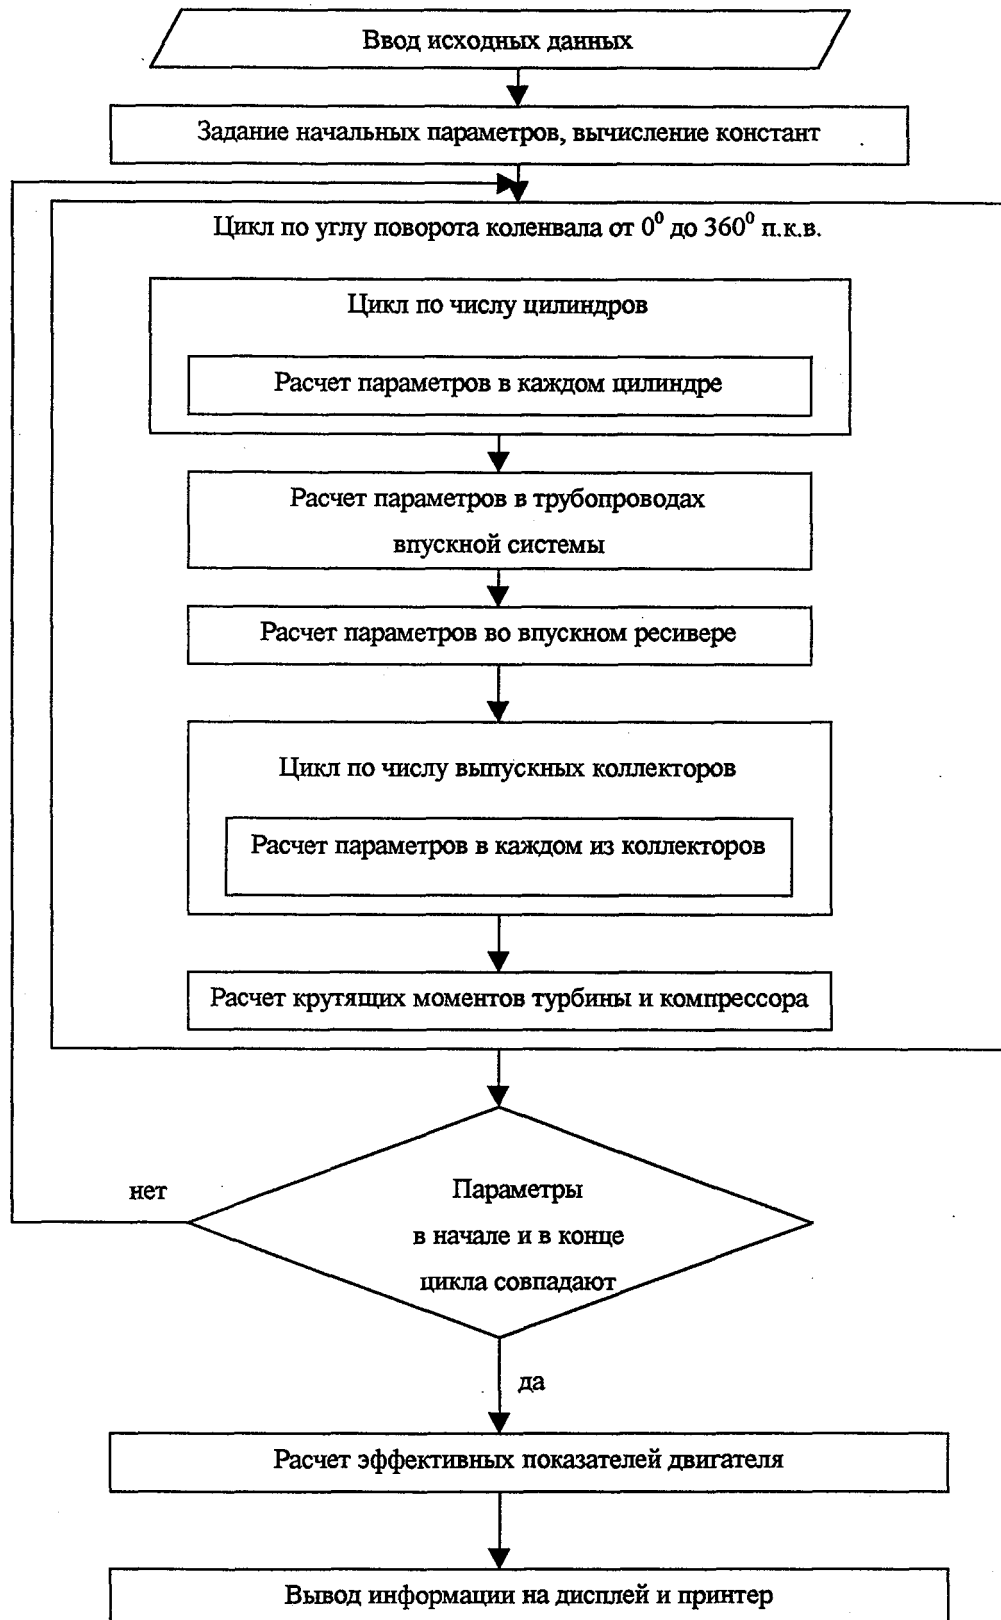 Ввод исходных данных
Задание начальных параметров, вычисление констант
Цикл по углу поворота коленвала от 0⁰ до 360⁰ п.к.в.
Цикл по числу цилиндров
Расчет параметров в каждом цилиндре
Расчет параметров в трубопроводах
впускной системы
Расчет параметров во впускном ресивере
Цикл по числу выпускных коллекторов
Расчет параметров в каждом из коллекторов
Расчет крутящих моментов турбины и компрессора
нет
Параметры
в начале и в конце
цикла совпадают
да
Расчет эффективных показателей двигателя
Вывод информации на дисплей и принтер